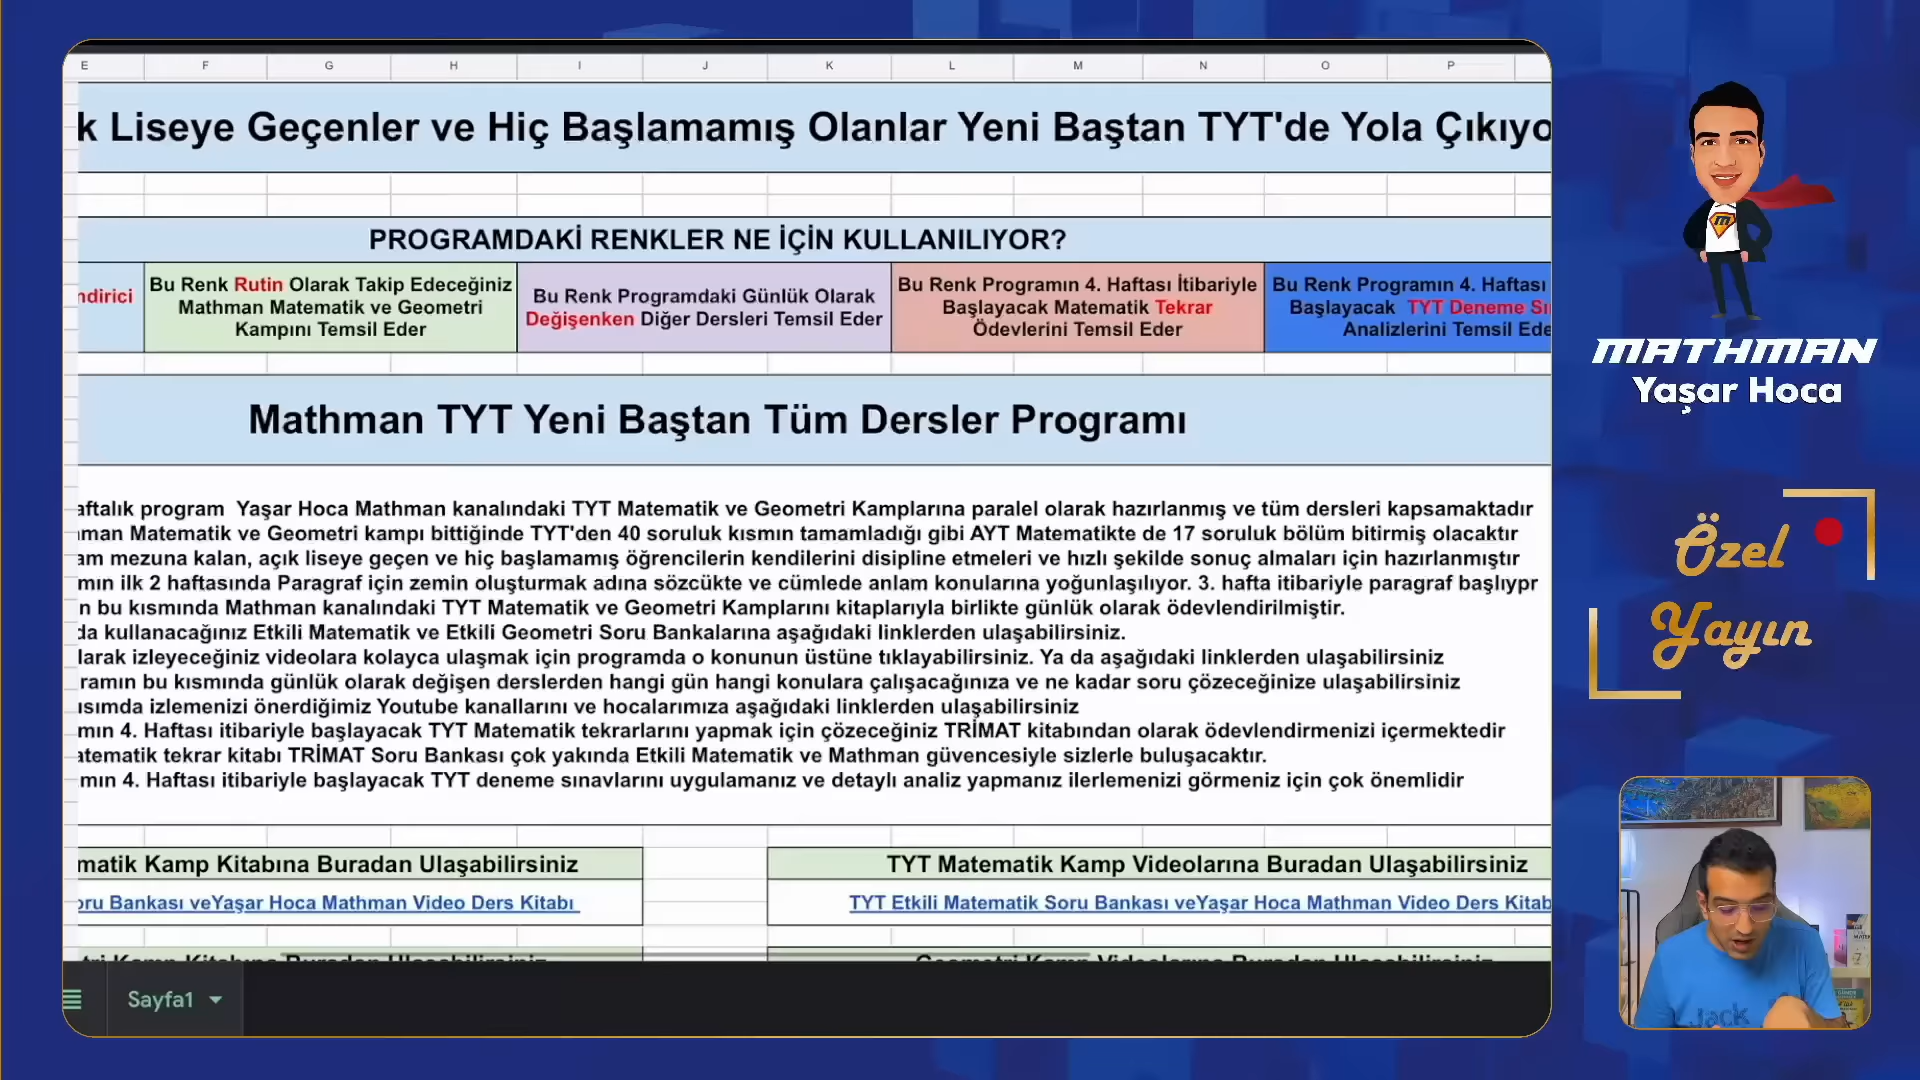 E F G H I J K L M N O P
k Liseye Geçenler ve Hiç Başlamamış Olanlar Yeni Baştan TYT'de Yola Çıkıyo
PROGRAMDAKİ RENKLER NE İÇİN KULLANILIYOR?
ndirici
Bu Renk Rutin Olarak Takip Edeceğiniz
Mathman Matematik ve Geometri
Kampını Temsil Eder
Bu Renk Programdaki Günlük Olarak
Değişenken Diğer Dersleri Temsil Eder
Bu Renk Programın 4. Haftası İtibariyle
Başlayacak Matematik Tekrar
Ödevlerini Temsil Eder
Bu Renk Programın 4. Haftası
Başlayacak TYT Deneme Sı
Analizlerini Temsil Ede
Mathman TYT Yeni Baştan Tüm Dersler Programı
aftalık program Yaşar Hoca Mathman kanalındaki TYT Matematik ve Geometri Kamplarına paralel olarak hazırlanmış ve tüm dersleri kapsamaktadır
man Matematik ve Geometri kampı bittiğinde TYT'den 40 soruluk kısmın tamamladığı gibi AYT Matematikte de 17 soruluk bölüm bitirmiş olacaktır
am mezuna kalan, açık liseye geçen ve hiç başlamamış öğrencilerin kendilerini disipline etmeleri ve hızlı şekilde sonuç almaları için hazırlanmıştır
mın ilk 2 haftasında Paragraf için zemin oluşturmak adına sözcükte ve cümlede anlam konularına yoğunlaşılıyor. 3. hafta itibariyle paragraf başlıypr
n bu kısmında Mathman kanalındaki TYT Matematik ve Geometri Kamplarını kitaplarıyla birlikte günlük olarak ödevlendirilmiştir.
da kullanacağınız Etkili Matematik ve Etkili Geometri Soru Bankalarına aşağıdaki linklerden ulaşabilirsiniz.
larak izleyeceğiniz videolara kolayca ulaşmak için programda o konunun üstüne tıklayabilirsiniz. Ya da aşağıdaki linklerden ulaşabilirsiniz
ramın bu kısmında günlük olarak değişen derslerden hangi gün hangi konulara çalışacağınıza ve ne kadar soru çözeceğinize ulaşabilirsiniz
ısımda izlemenizi önerdiğimiz Youtube kanallarını ve hocalarımıza aşağıdaki linklerden ulaşabilirsiniz
mın 4. Haftası itibariyle başlayacak TYT Matematik tekrarlarını yapmak için çözeceğiniz TRİMAT kitabından olarak ödevlendirmenizi içermektedir
atematik tekrar kitabı TRİMAT Soru Bankası çok yakında Etkili Matematik ve Mathman güvencesiyle sizlerle buluşacaktır.
mın 4. Haftası itibariyle başlayacak TYT deneme sınavlarını uygulamanız ve detaylı analiz yapmanız ilerlemenizi görmeniz için çok önemlidir
matik Kamp Kitabına Buradan Ulaşabilirsiniz
oru Bankası veYaşar Hoca Mathman Video Ders Kitabı
TYT Matematik Kamp Videolarına Buradan Ulaşabilirsiniz
TYT Etkili Matematik Soru Bankası veYaşar Hoca Mathman Video Ders Kitab
tri Kamp Kitabına Buradan Ulaşabilirsiniz
Geometri Kamp Videolarına Buradan Ulaşabilirsiniz
Sayfa1
MATHMAN
Yaşar Hoca
Özel
Yayın
Jack